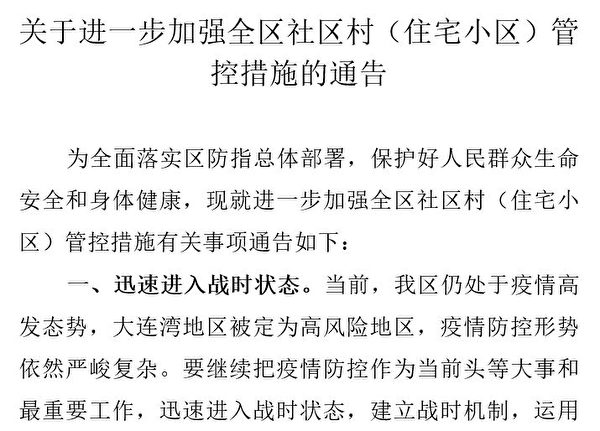 关于进一步加强全区社区村（住宅小区）管
控措施的通告
为全面落实区防指总体部署，保护好人民群众生命
安全和身体健康，现就进一步加强全区社区村（住宅小
区）管控措施有关事项通告如下：
一、迅速进入战时状态。当前，我区仍处于疫情高
发态势，大连湾地区被定为高风险地区，疫情防控形势
依然严峻复杂。要继续把疫情防控作为当前头等大事和
最重要工作，迅速进入战时状态，建立战时机制，运用